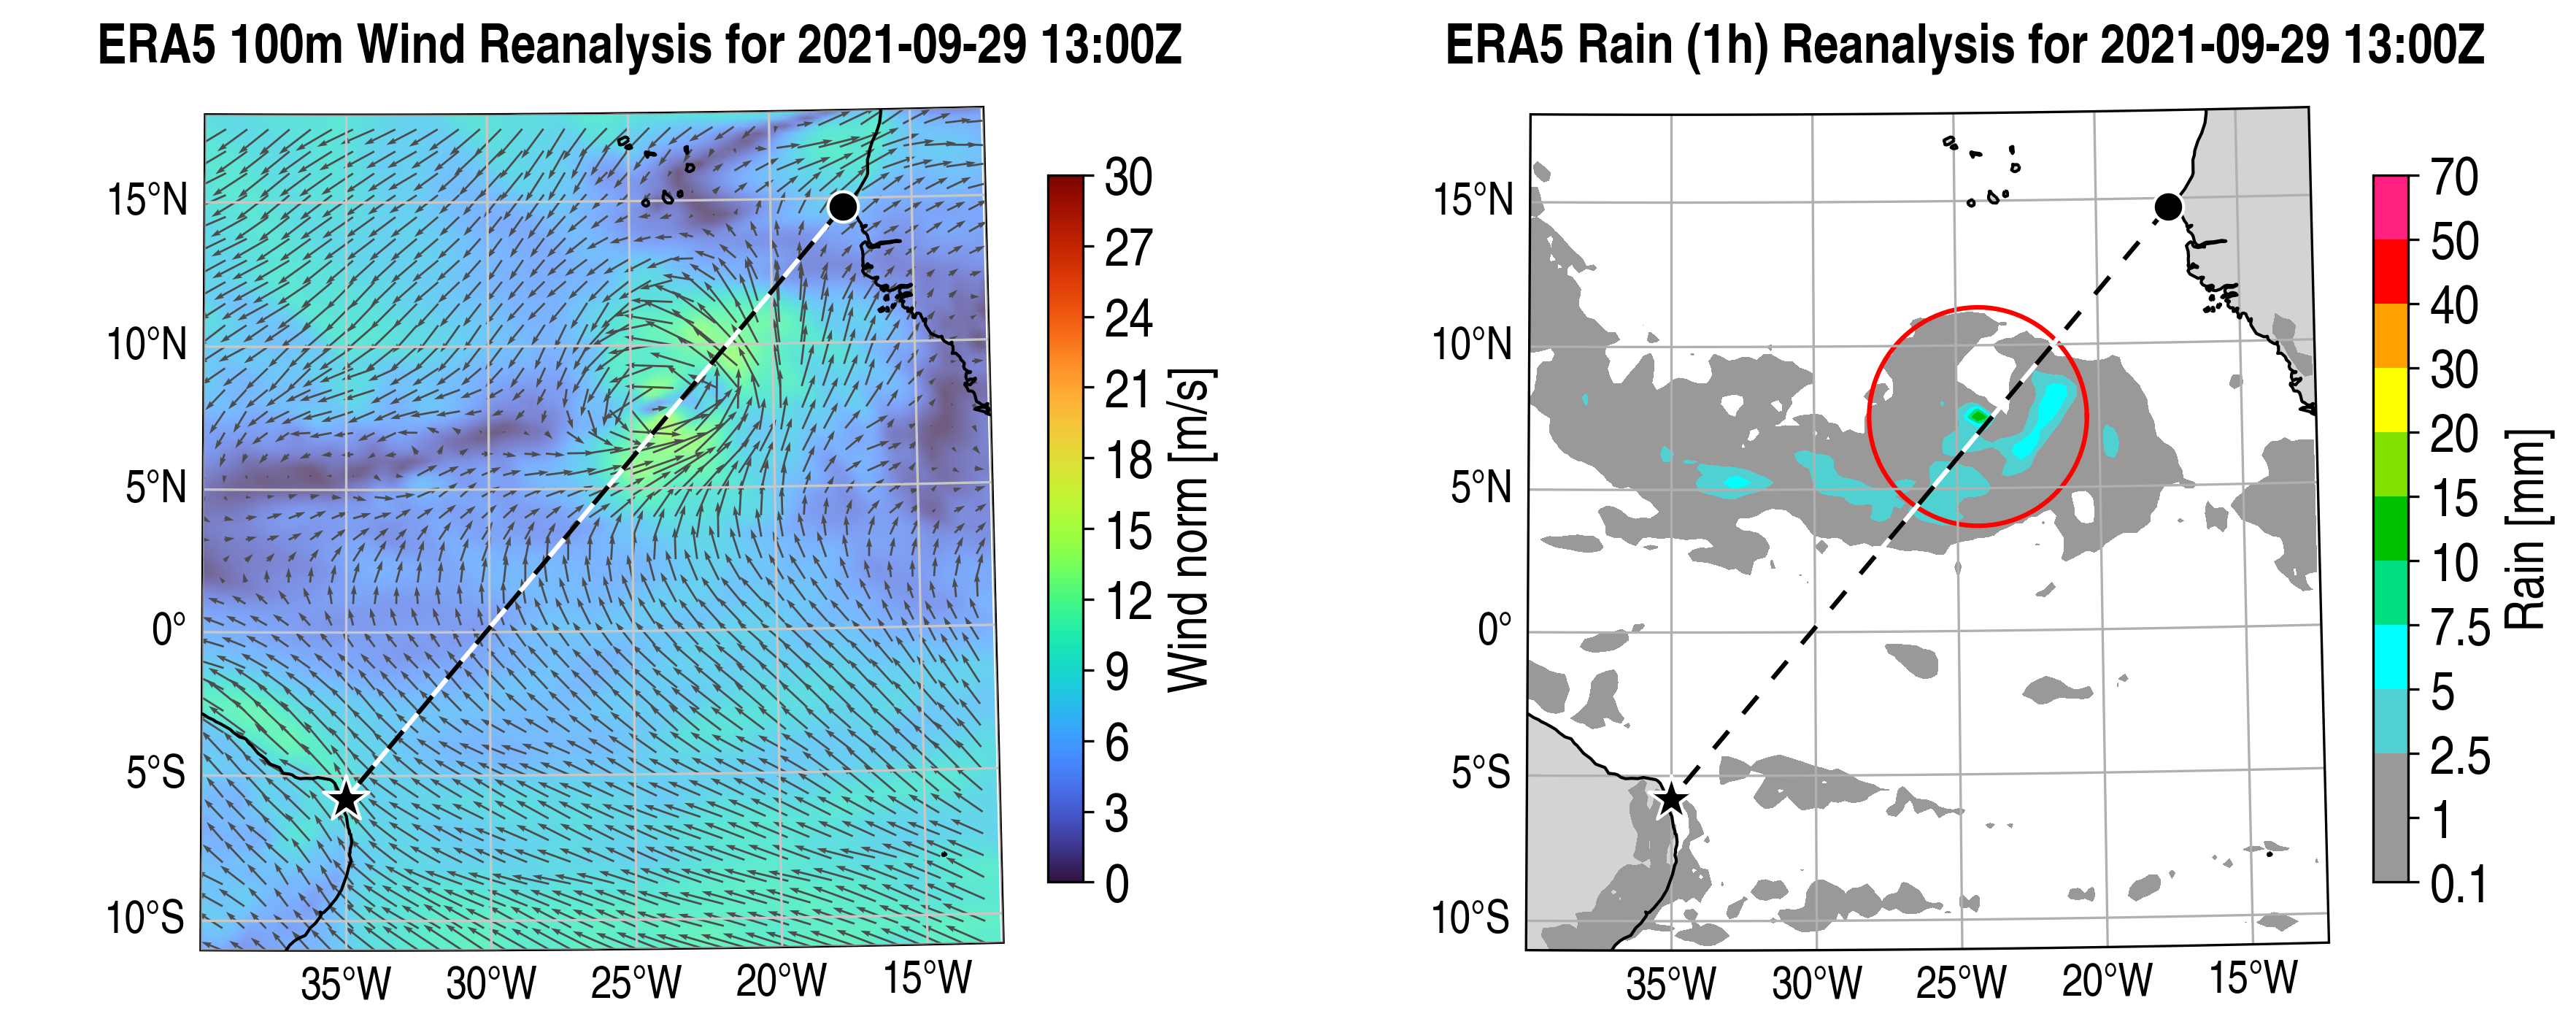 ERA5 100m Wind Reanalysis for 2021-09-29 13:00Z
15°N
10°N
5°N
0°
5°S
10°S
35°W 30°W 25°W 20°W 15°W
30
27
24
21
18
15
12
9
6
3
0
Wind norm [m/s]
ERA5 Rain (1h) Reanalysis for 2021-09-29 13:00Z
15°N
10°N
5°N
0°
5°S
10°S
35°W 30°W 25°W 20°W 15°W
70
50
40
30
20
15
10
7.5
5
2.5
1
0.1
Rain [mm]